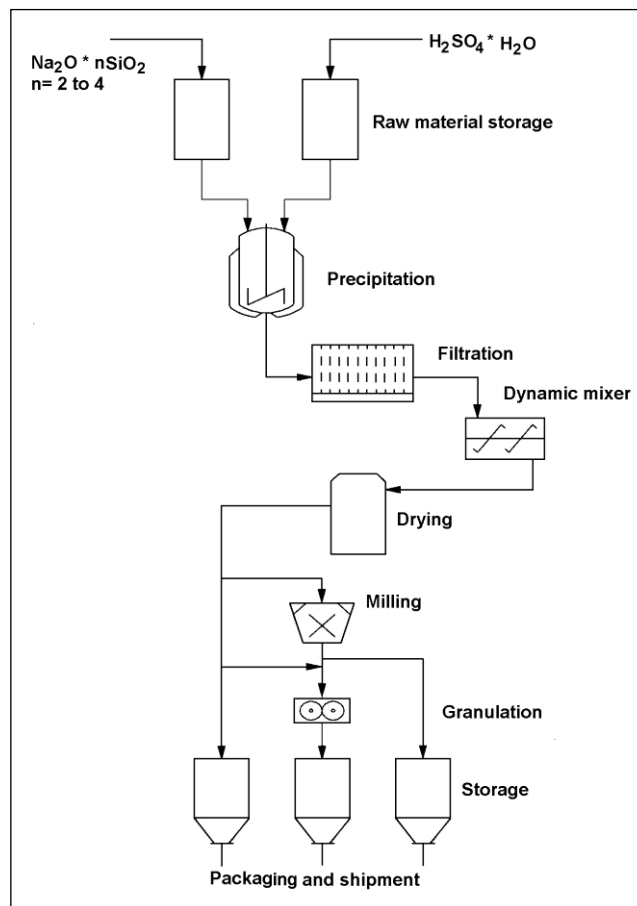 Na₂O * nSiO₂
n= 2 to 4
H₂SO₄* H₂O
Raw material storage
Precipitation
Filtration
Dynamic mixer
Drying
Milling
Granulation
Storage
Packaging and shipment